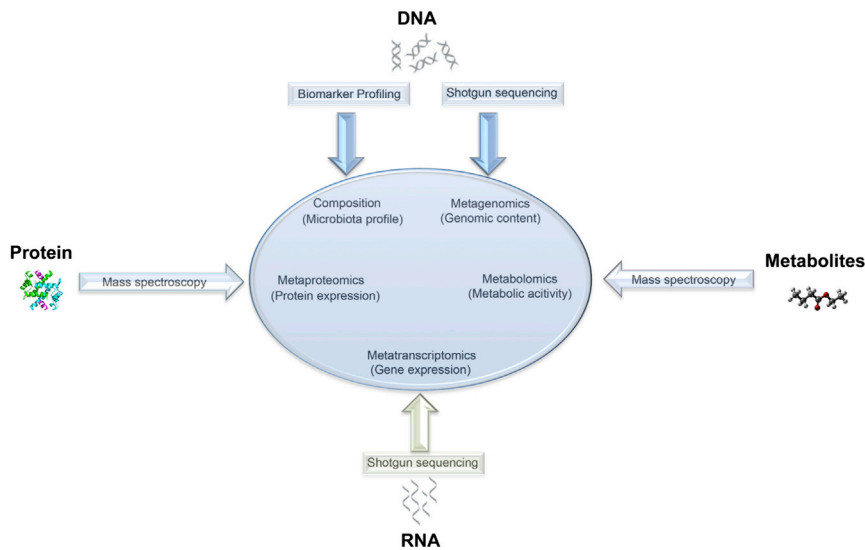 DNA
Biomarker Profiling
Shotgun sequencing
Composition
(Microbiota profile)
Metagenomics
(Genomic content)
Protein
Mass spectroscopy
Metaproteomics
(Protein expression)
Metabolomics
(Metabolic acitivity)
Mass spectroscopy
Metabolites
Metatranscriptomics
(Gene expression)
Shotgun sequencing
RNA